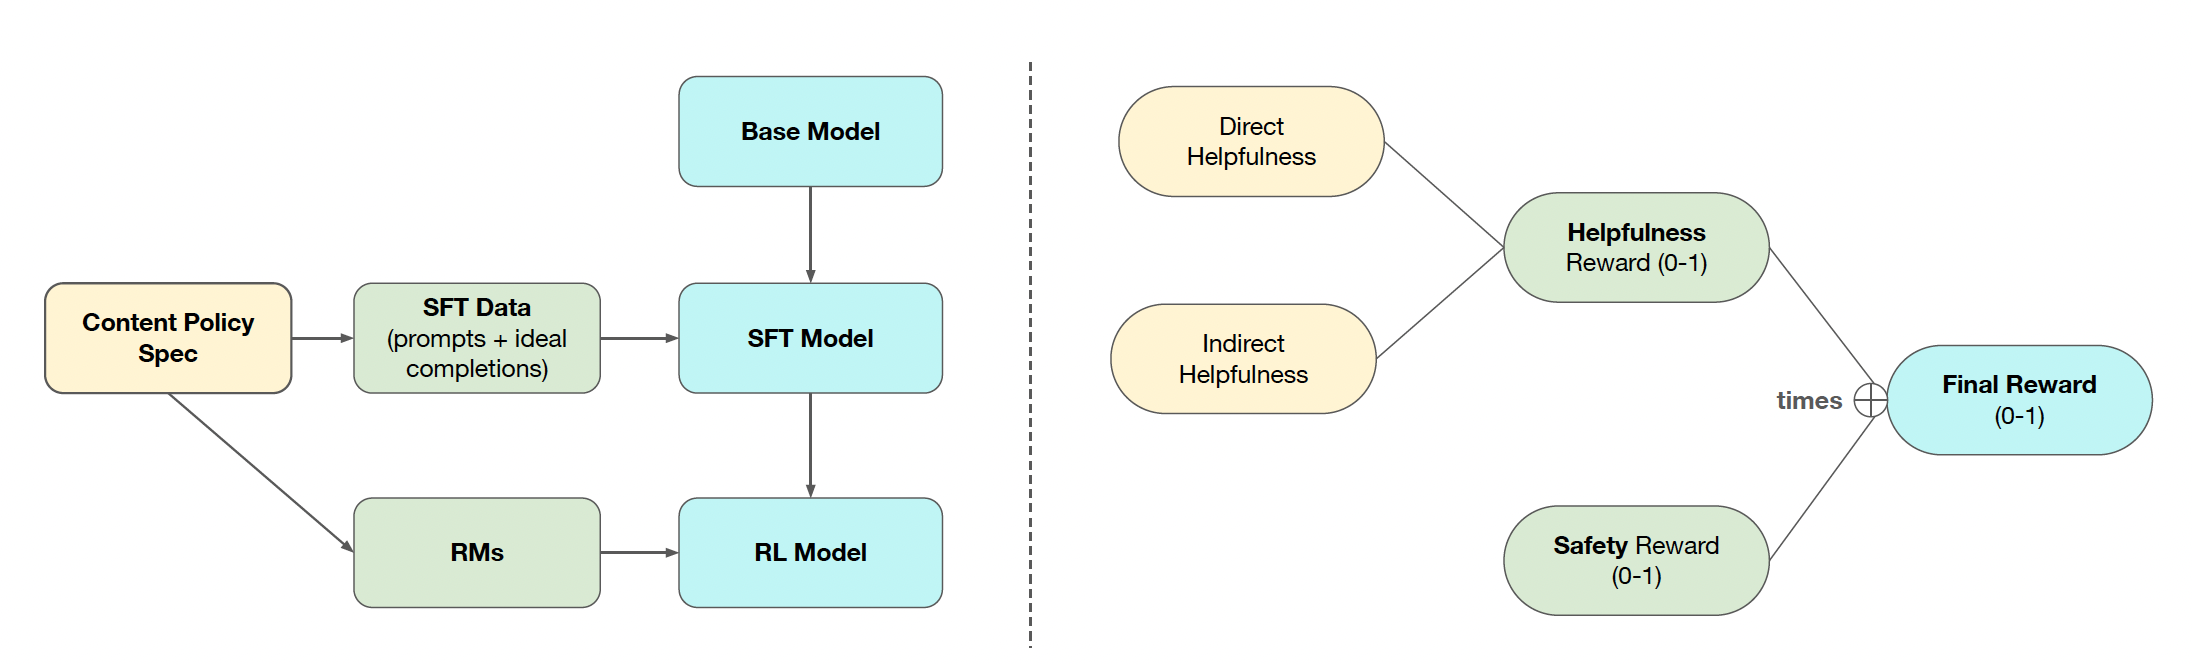 Base Model
Content Policy
Spec
SFT Data
(prompts + ideal
completions)
SFT Model
RMs
RL Model
Direct
Helpfulness
Indirect
Helpfulness
Helpfulness
Reward (0-1)
times
Final Reward
(0-1)
Safety Reward
(0-1)